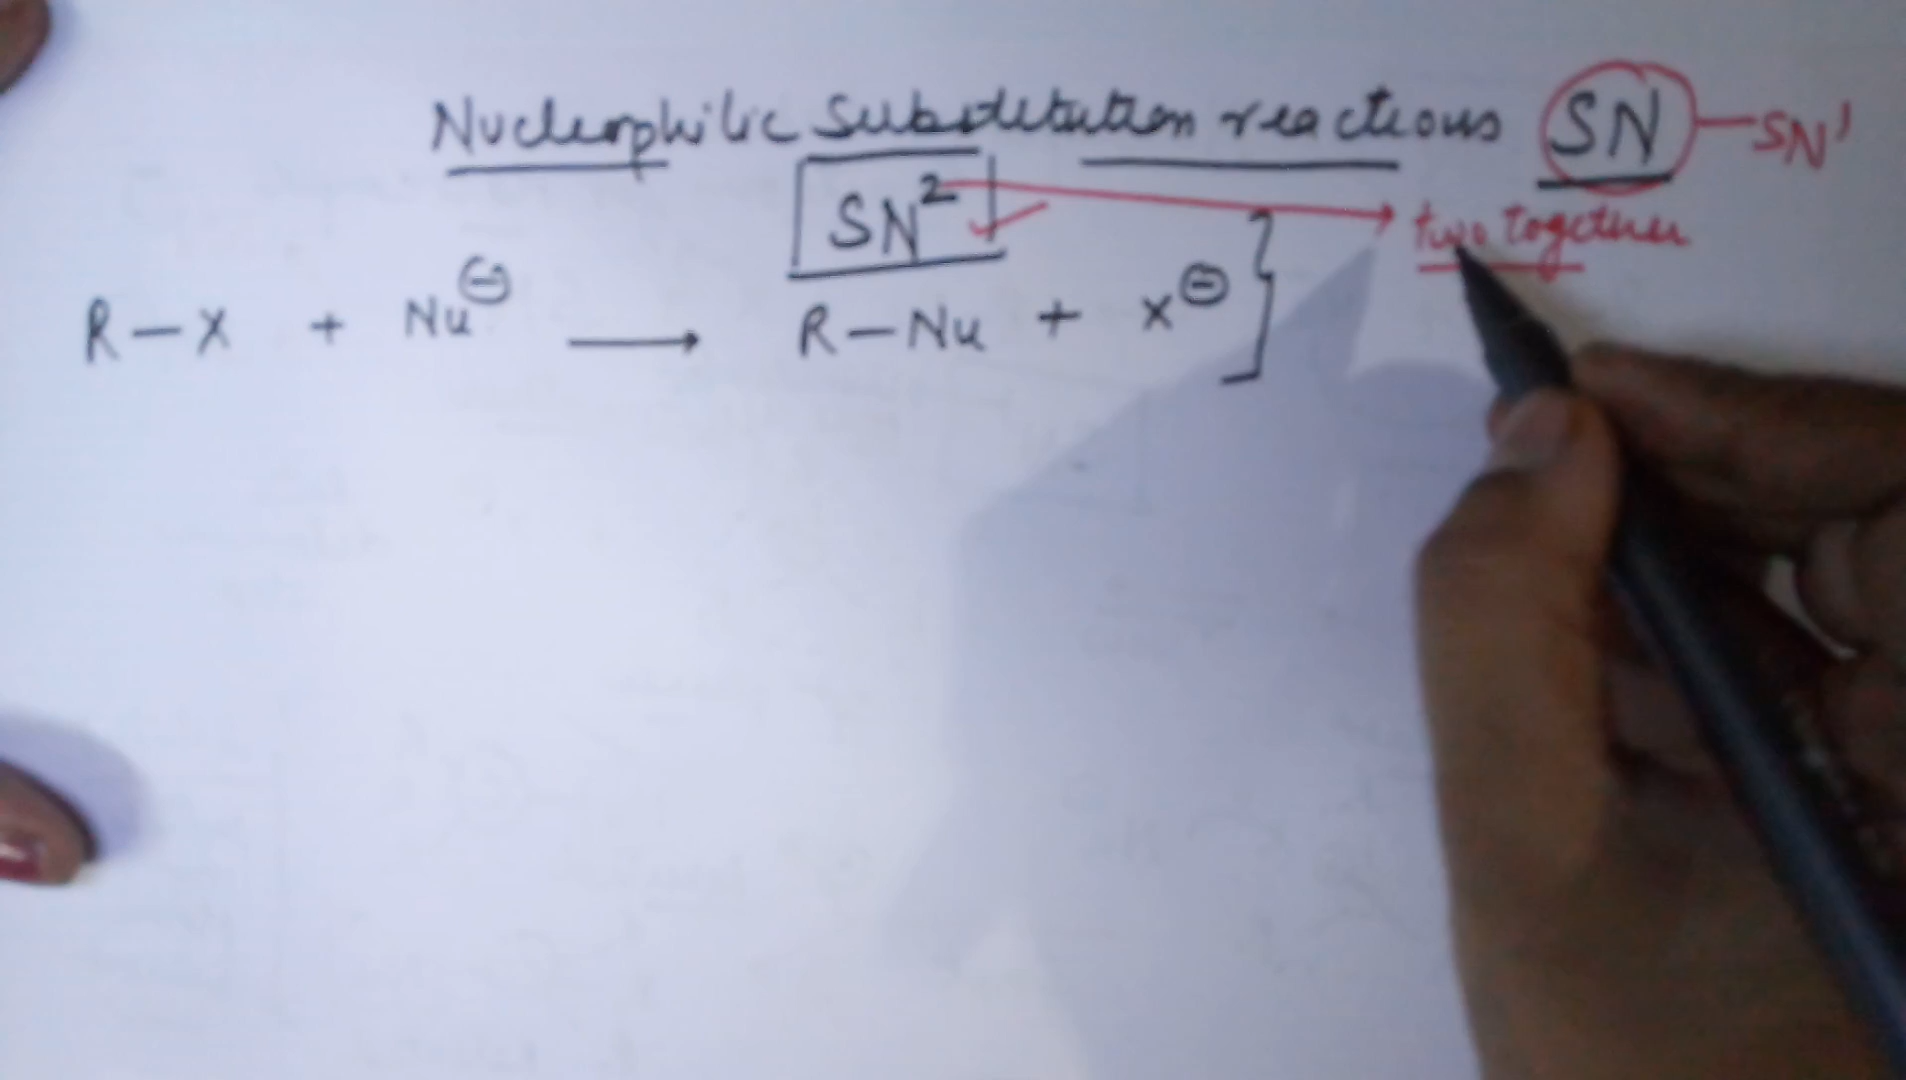 Nucleophilic Substitution reactions SN — SN¹
SN² → two together
R — X + Nu⊖ → R — Nu + X⊖